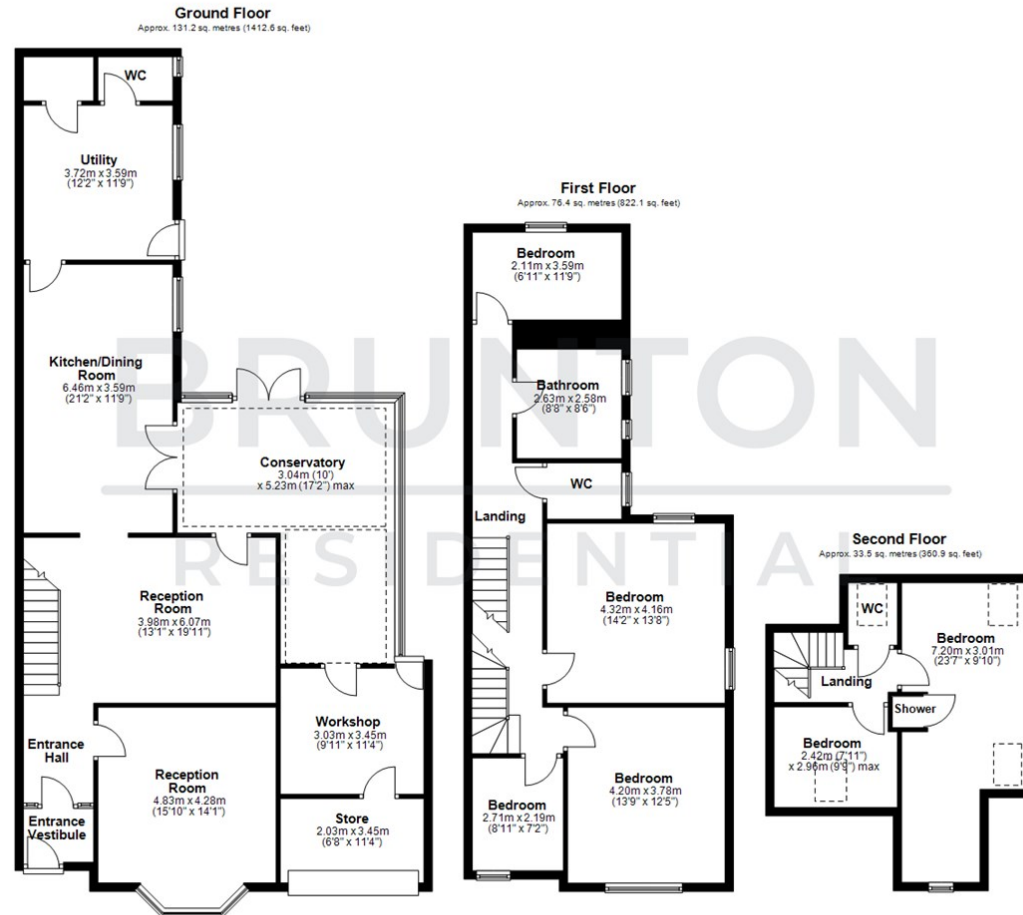 Ground Floor
Approx. 131.2 sq. metres (1412.6 sq. feet)
WC
Utility
3.72m x 3.59m
(12'2" x 11'9")
Kitchen/Dining
Room
6.46m x 3.59m
(21'2" x 11'9")
Conservatory
3.04m (10')
x 5.23m (17'2") max
Reception
Room
3.98m x 6.07m
(13'1" x 19'11")
Workshop
3.03m x 3.45m
(9'11" x 11'4")
Entrance
Hall
Reception
Room
4.83m x 4.28m
(15'10" x 14'1")
Entrance
Vestibule
Store
2.03m x 3.45m
(6'8" x 11'4")
First Floor
Approx. 76.4 sq. metres (822.1 sq. feet)
Bedroom
2.11m x 3.59m
(6'11" x 11'9")
Bathroom
2.63m x 2.58m
(8'8" x 8'6")
WC
Landing
Bedroom
4.32m x 4.16m
(14'2" x 13'8")
Bedroom
4.20m x 3.78m
(13'9" x 12'5")
Bedroom
2.71m x 2.19m
(8'11" x 7'2")
Second Floor
Approx. 33.5 sq. metres (360.9 sq. feet)
WC
Bedroom
7.20m x 3.01m
(23'7" x 9'10")
Landing
Shower
Bedroom
2.42m (7'11")
x 2.96m (9'9") max
BRUNTON
RESIDENTIAL